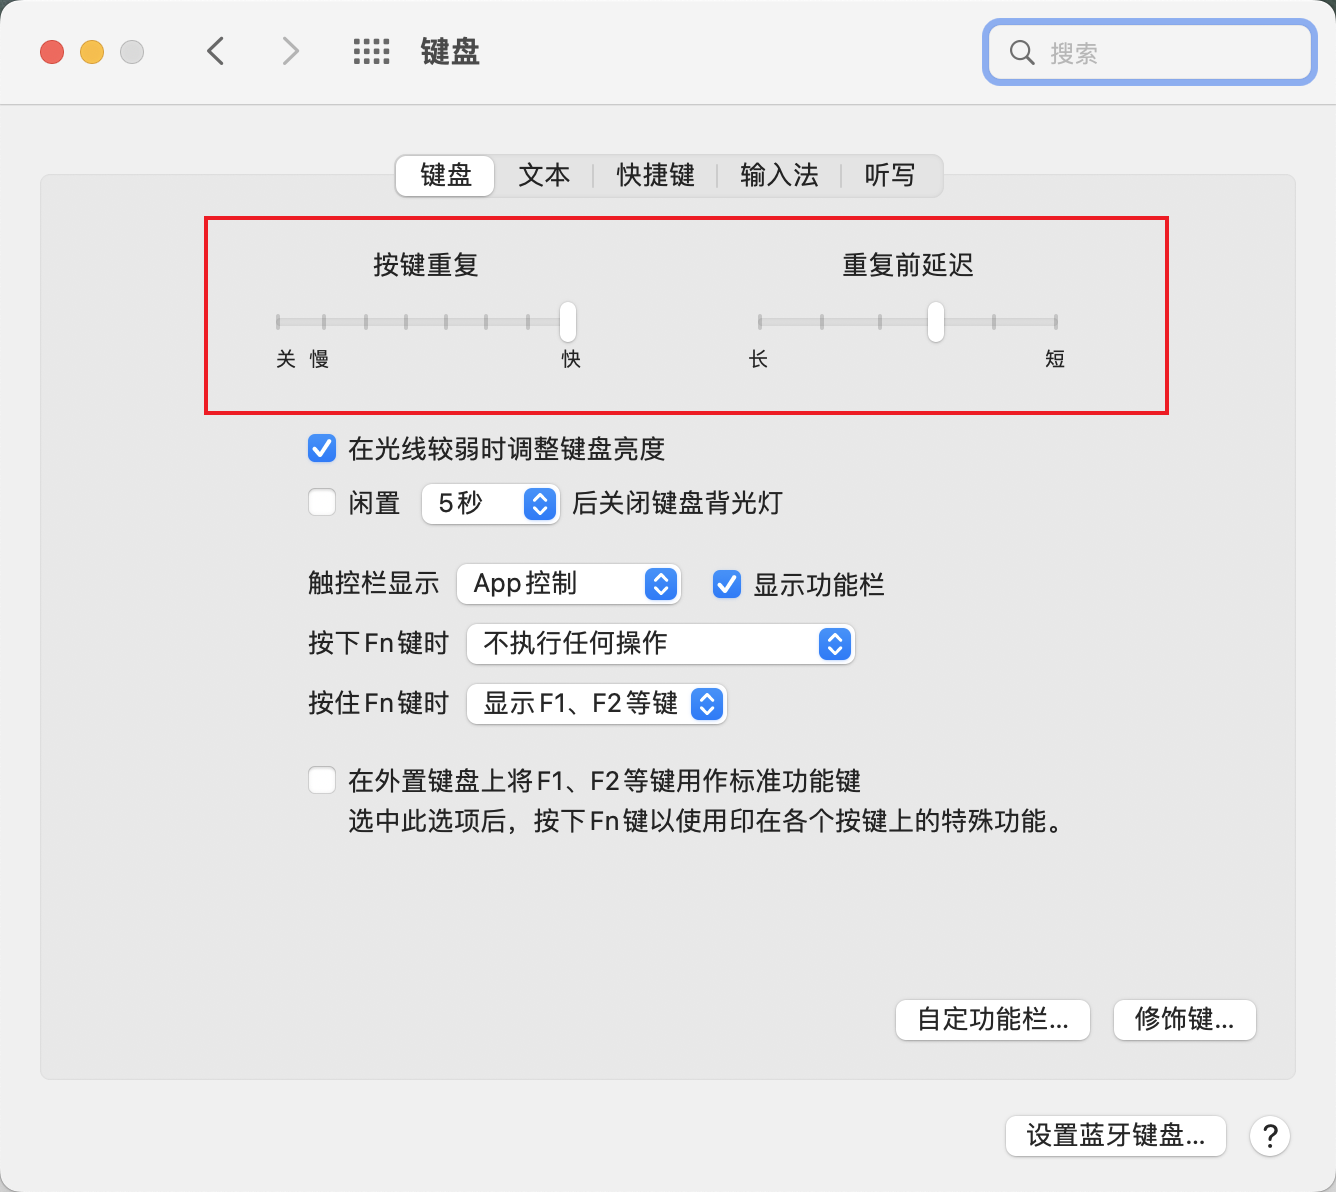 键盘
搜索
键盘 文本 快捷键 输入法 听写
按键重复 重复前延迟
关 慢 快 长 短
在光线较弱时调整键盘亮度
闲置 5秒 后关闭键盘背光灯
触控栏显示 App控制 显示功能栏
按下Fn键时 不执行任何操作
按住Fn键时 显示F1、F2等键
在外置键盘上将F1、F2等键用作标准功能键
选中此选项后，按下Fn键以使用印在各个按键上的特殊功能。
自定功能栏... 修饰键...
设置蓝牙键盘... ?